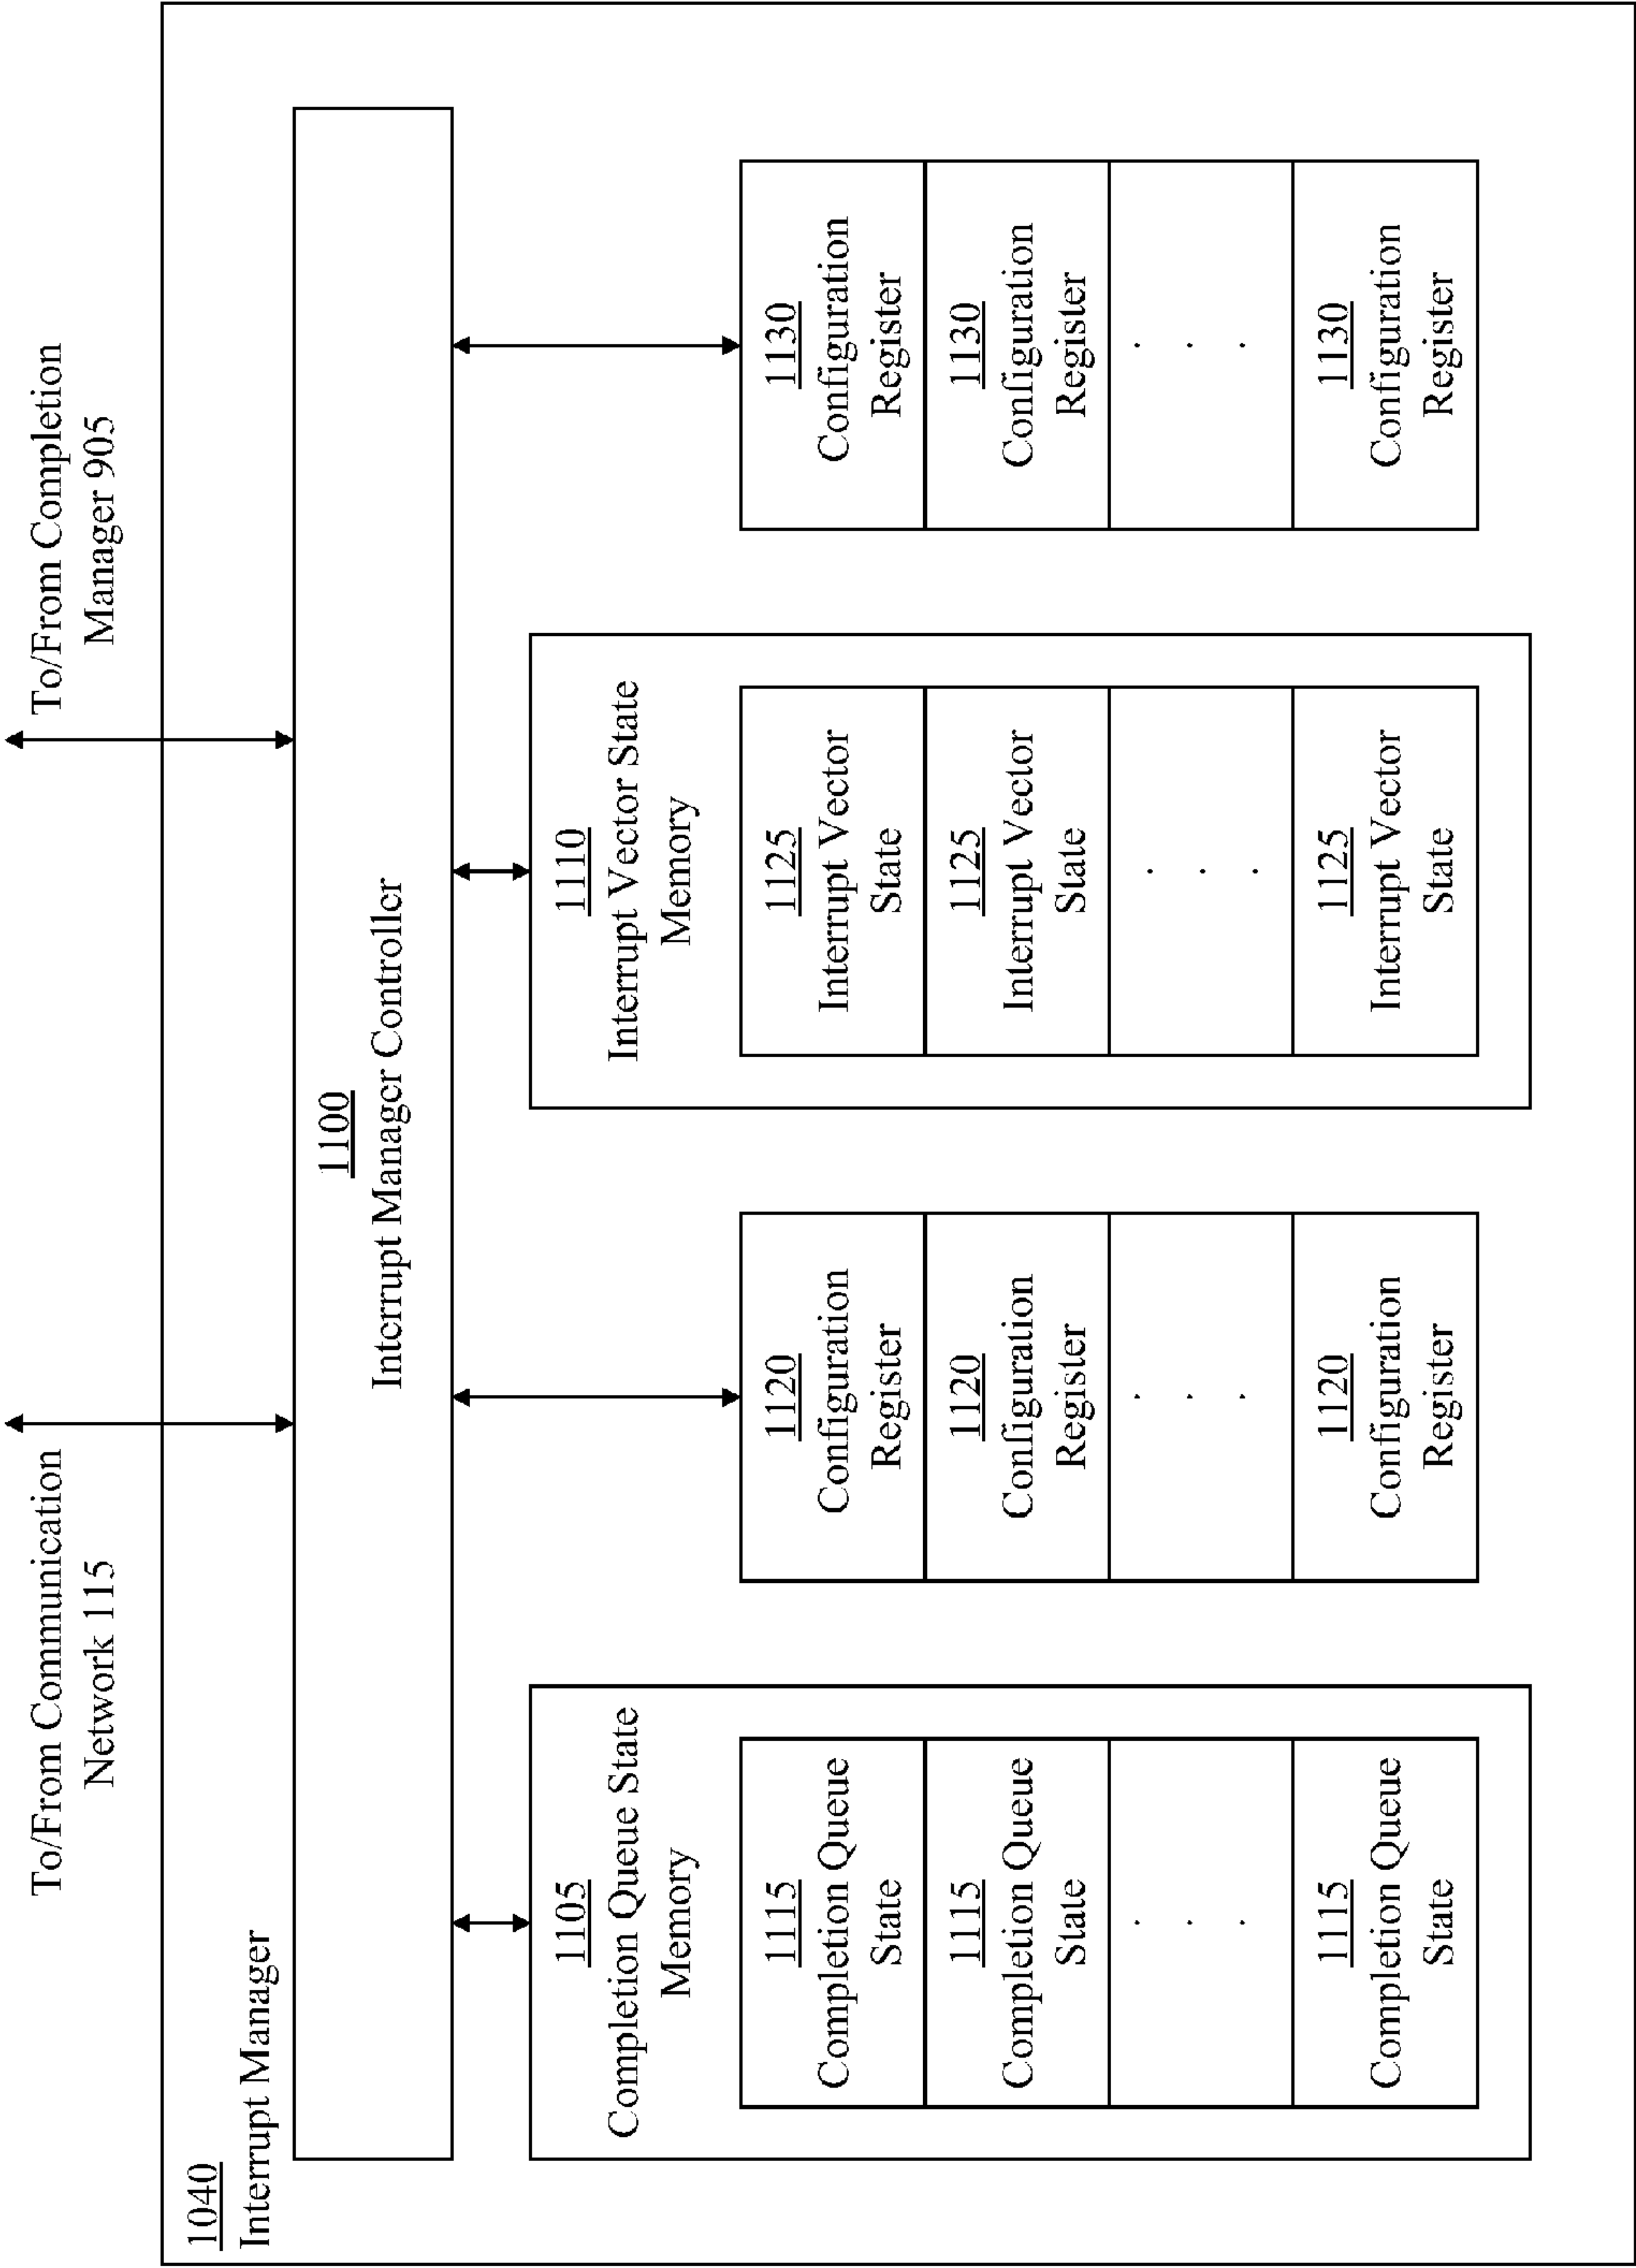 To/From Communication
Network 115
To/From Completion
Manager 905
1040
Interrupt Manager
1100
Interrupt Manager Controller
1105
Completion Queue State
Memory
1115
Completion Queue
State
1115
Completion Queue
State
. . .
1115
Completion Queue
State
1120
Configuration
Register
1120
Configuration
Register
. . .
1120
Configuration
Register
1110
Interrupt Vector State
Memory
1125
Interrupt Vector
State
1125
Interrupt Vector
State
. . .
1125
Interrupt Vector
State
1130
Configuration
Register
1130
Configuration
Register
. . .
1130
Configuration
Register